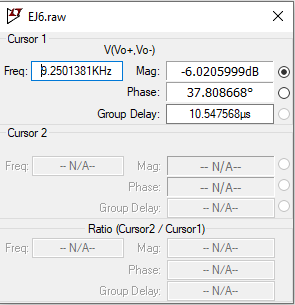 EJ6.raw
Cursor 1
V(Vo+,Vo-)
Freq: 9.2501381KHz Mag: -6.0205999dB
Phase: 37.808668°
Group Delay: 10.547568µs
Cursor 2
Freq: -- N/A-- Mag: -- N/A--
Phase: -- N/A--
Group Delay: -- N/A--
Ratio (Cursor2 / Cursor1)
Freq: -- N/A-- Mag: -- N/A--
Phase: -- N/A--
Group Delay: -- N/A--